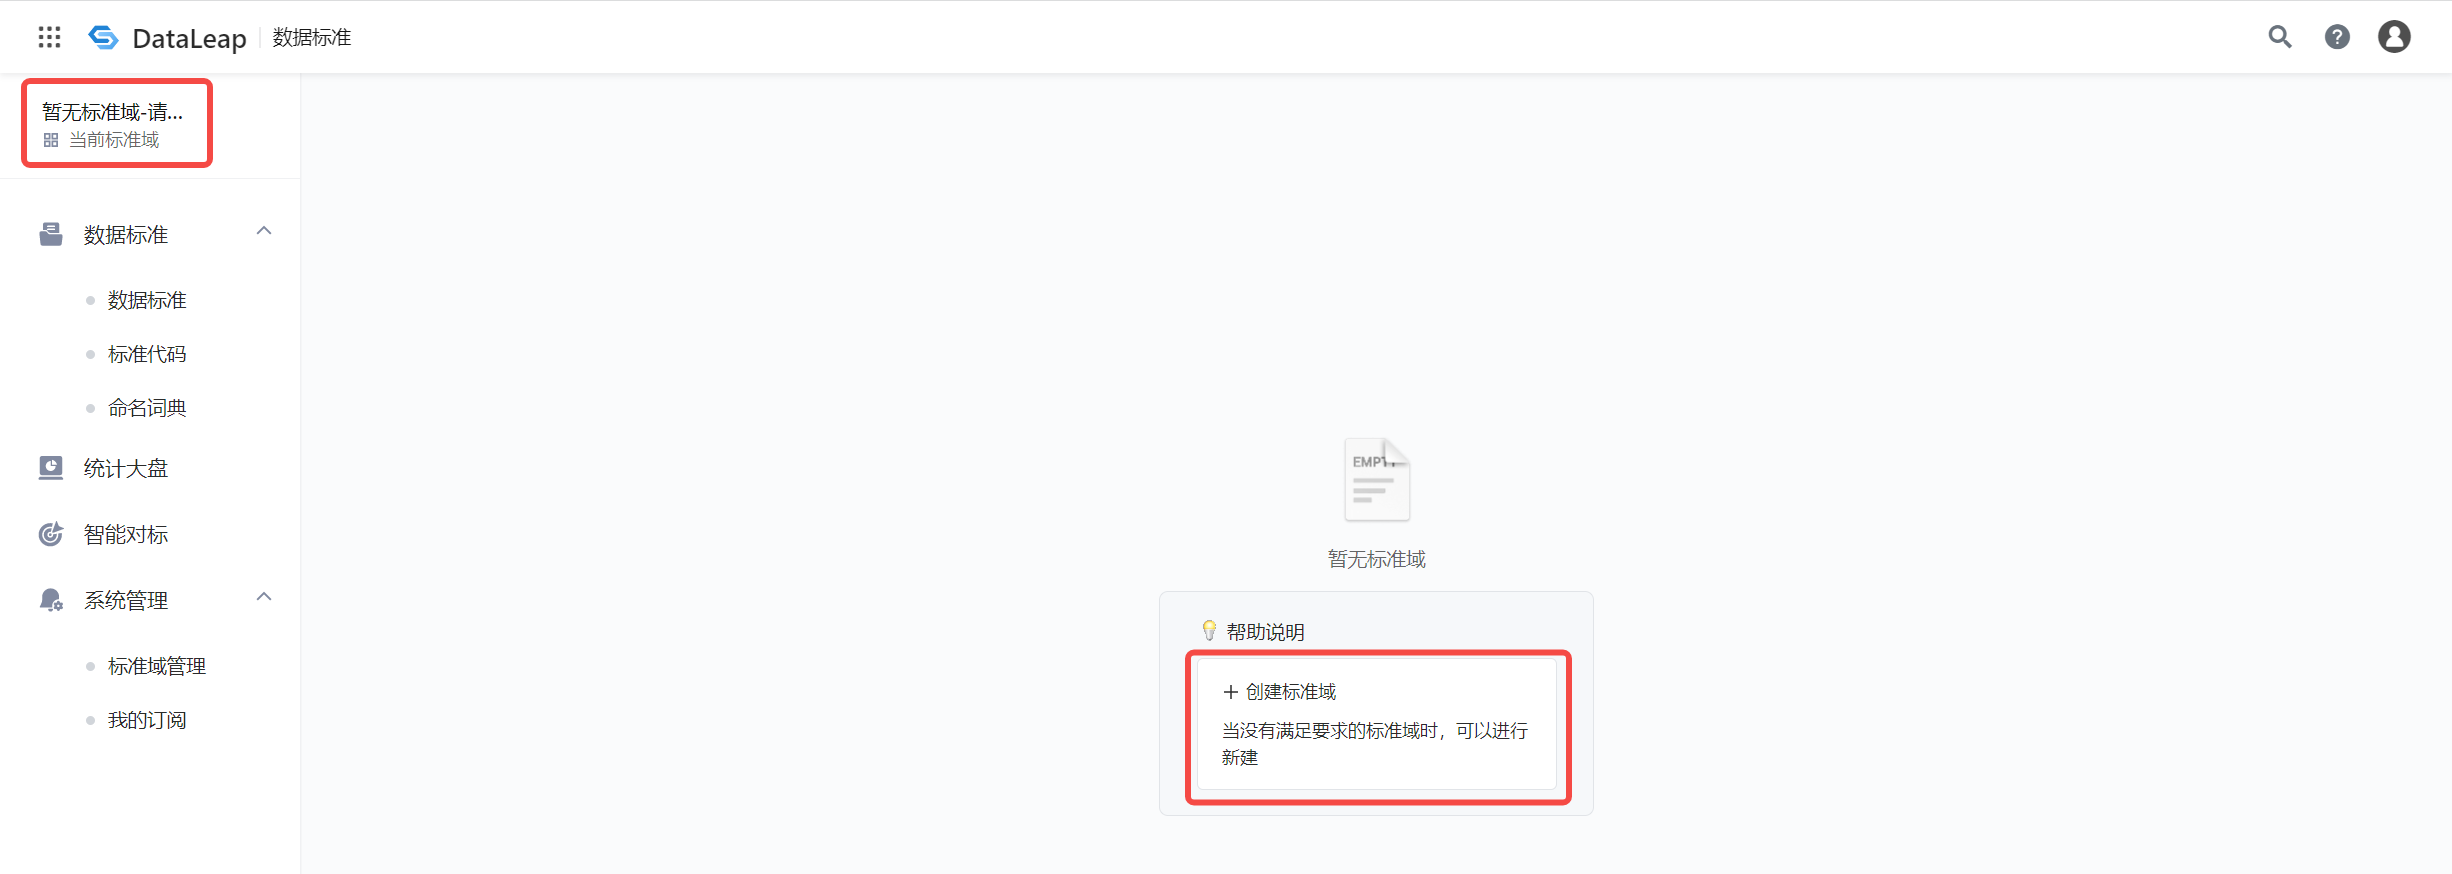 DataLeap 数据标准
暂无标准域-请...
当前标准域
数据标准
数据标准
标准代码
命名词典
统计大盘
智能对标
系统管理
标准域管理
我的订阅
EMPTY
暂无标准域
帮助说明
+ 创建标准域
当没有满足要求的标准域时，可以进行
新建